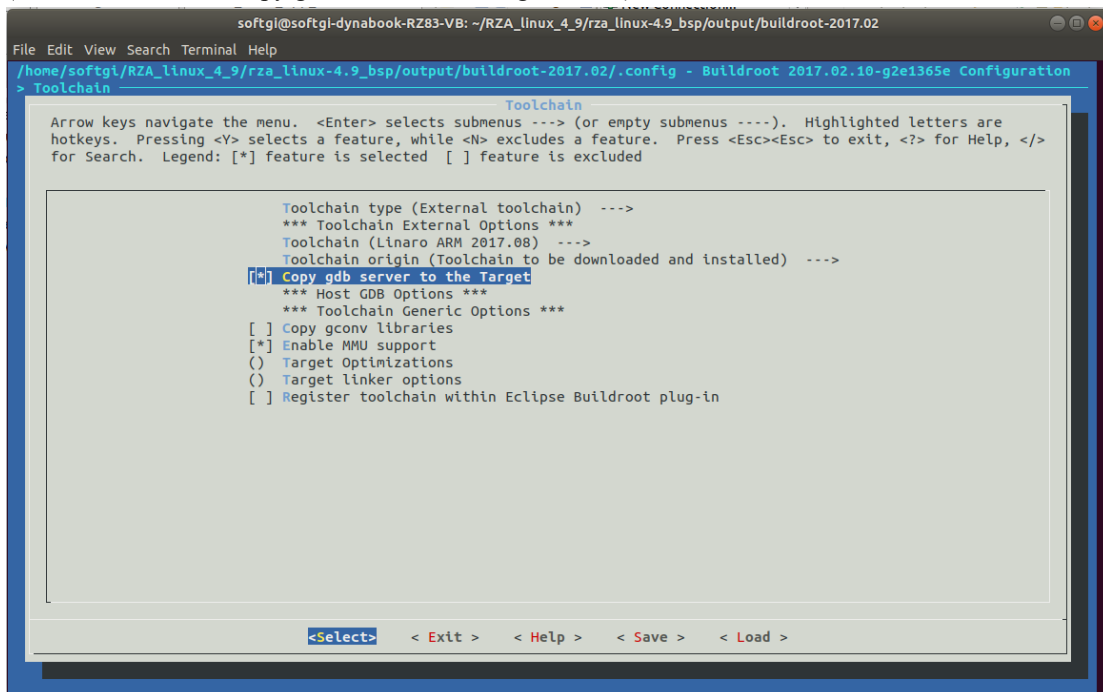 softgi@softgi-dynabook-RZ83-VB: ~/RZA_linux_4_9/rza_linux-4.9_bsp/output/buildroot-2017.02
File Edit View Search Terminal Help
/home/softgi/RZA_linux_4_9/rza_linux-4.9_bsp/output/buildroot-2017.02/.config - Buildroot 2017.02.10-g2e1365e Configuration
> Toolchain
Toolchain
Arrow keys navigate the menu. <Enter> selects submenus ---> (or empty submenus ----). Highlighted letters are
hotkeys. Pressing <Y> selects a feature, while <N> excludes a feature. Press <Esc><Esc> to exit, <?> for Help, </>
for Search. Legend: [*] feature is selected [ ] feature is excluded
Toolchain type (External toolchain) --->
*** Toolchain External Options ***
Toolchain (Linaro ARM 2017.08) --->
Toolchain origin (Toolchain to be downloaded and installed) --->
[*] Copy gdb server to the Target
*** Host GDB Options ***
*** Toolchain Generic Options ***
[ ] Copy gconv libraries
[*] Enable MMU support
() Target Optimizations
() Target linker options
[ ] Register toolchain within Eclipse Buildroot plug-in
<Select> < Exit > < Help > < Save > < Load >